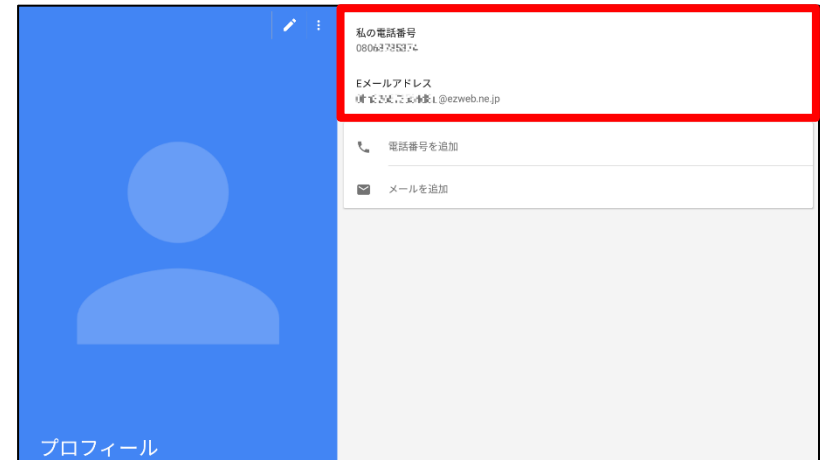 私の電話番号
Eメールアドレス
@ezweb.ne.jp
電話番号を追加
メールを追加
プロフィール